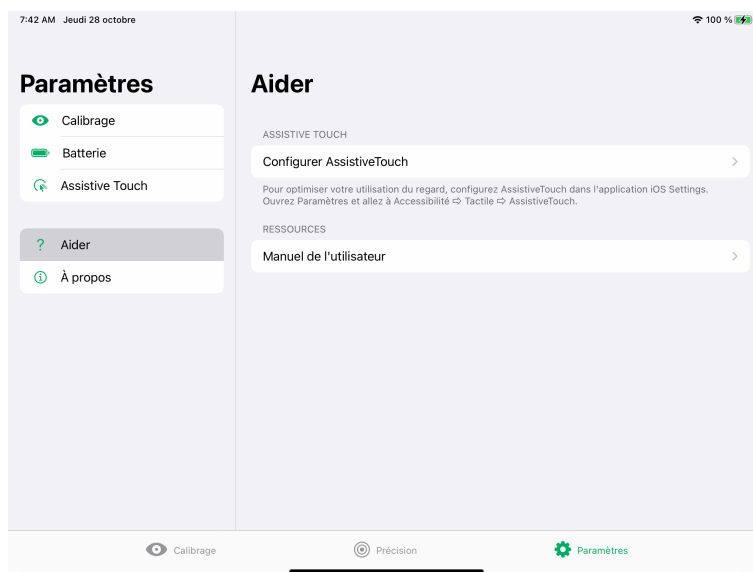 7:42 AM Jeudi 28 octobre
100 %
Paramètres
Calibrage
Batterie
Assistive Touch
? Aider
À propos
Aider
ASSISTIVE TOUCH
Configurer AssistiveTouch
Pour optimiser votre utilisation du regard, configurez AssistiveTouch dans l'application iOS Settings.
Ouvrez Paramètres et allez à Accessibilité ⇨ Tactile ⇨ AssistiveTouch.
RESSOURCES
Manuel de l'utilisateur
Calibrage
Précision
Paramètres